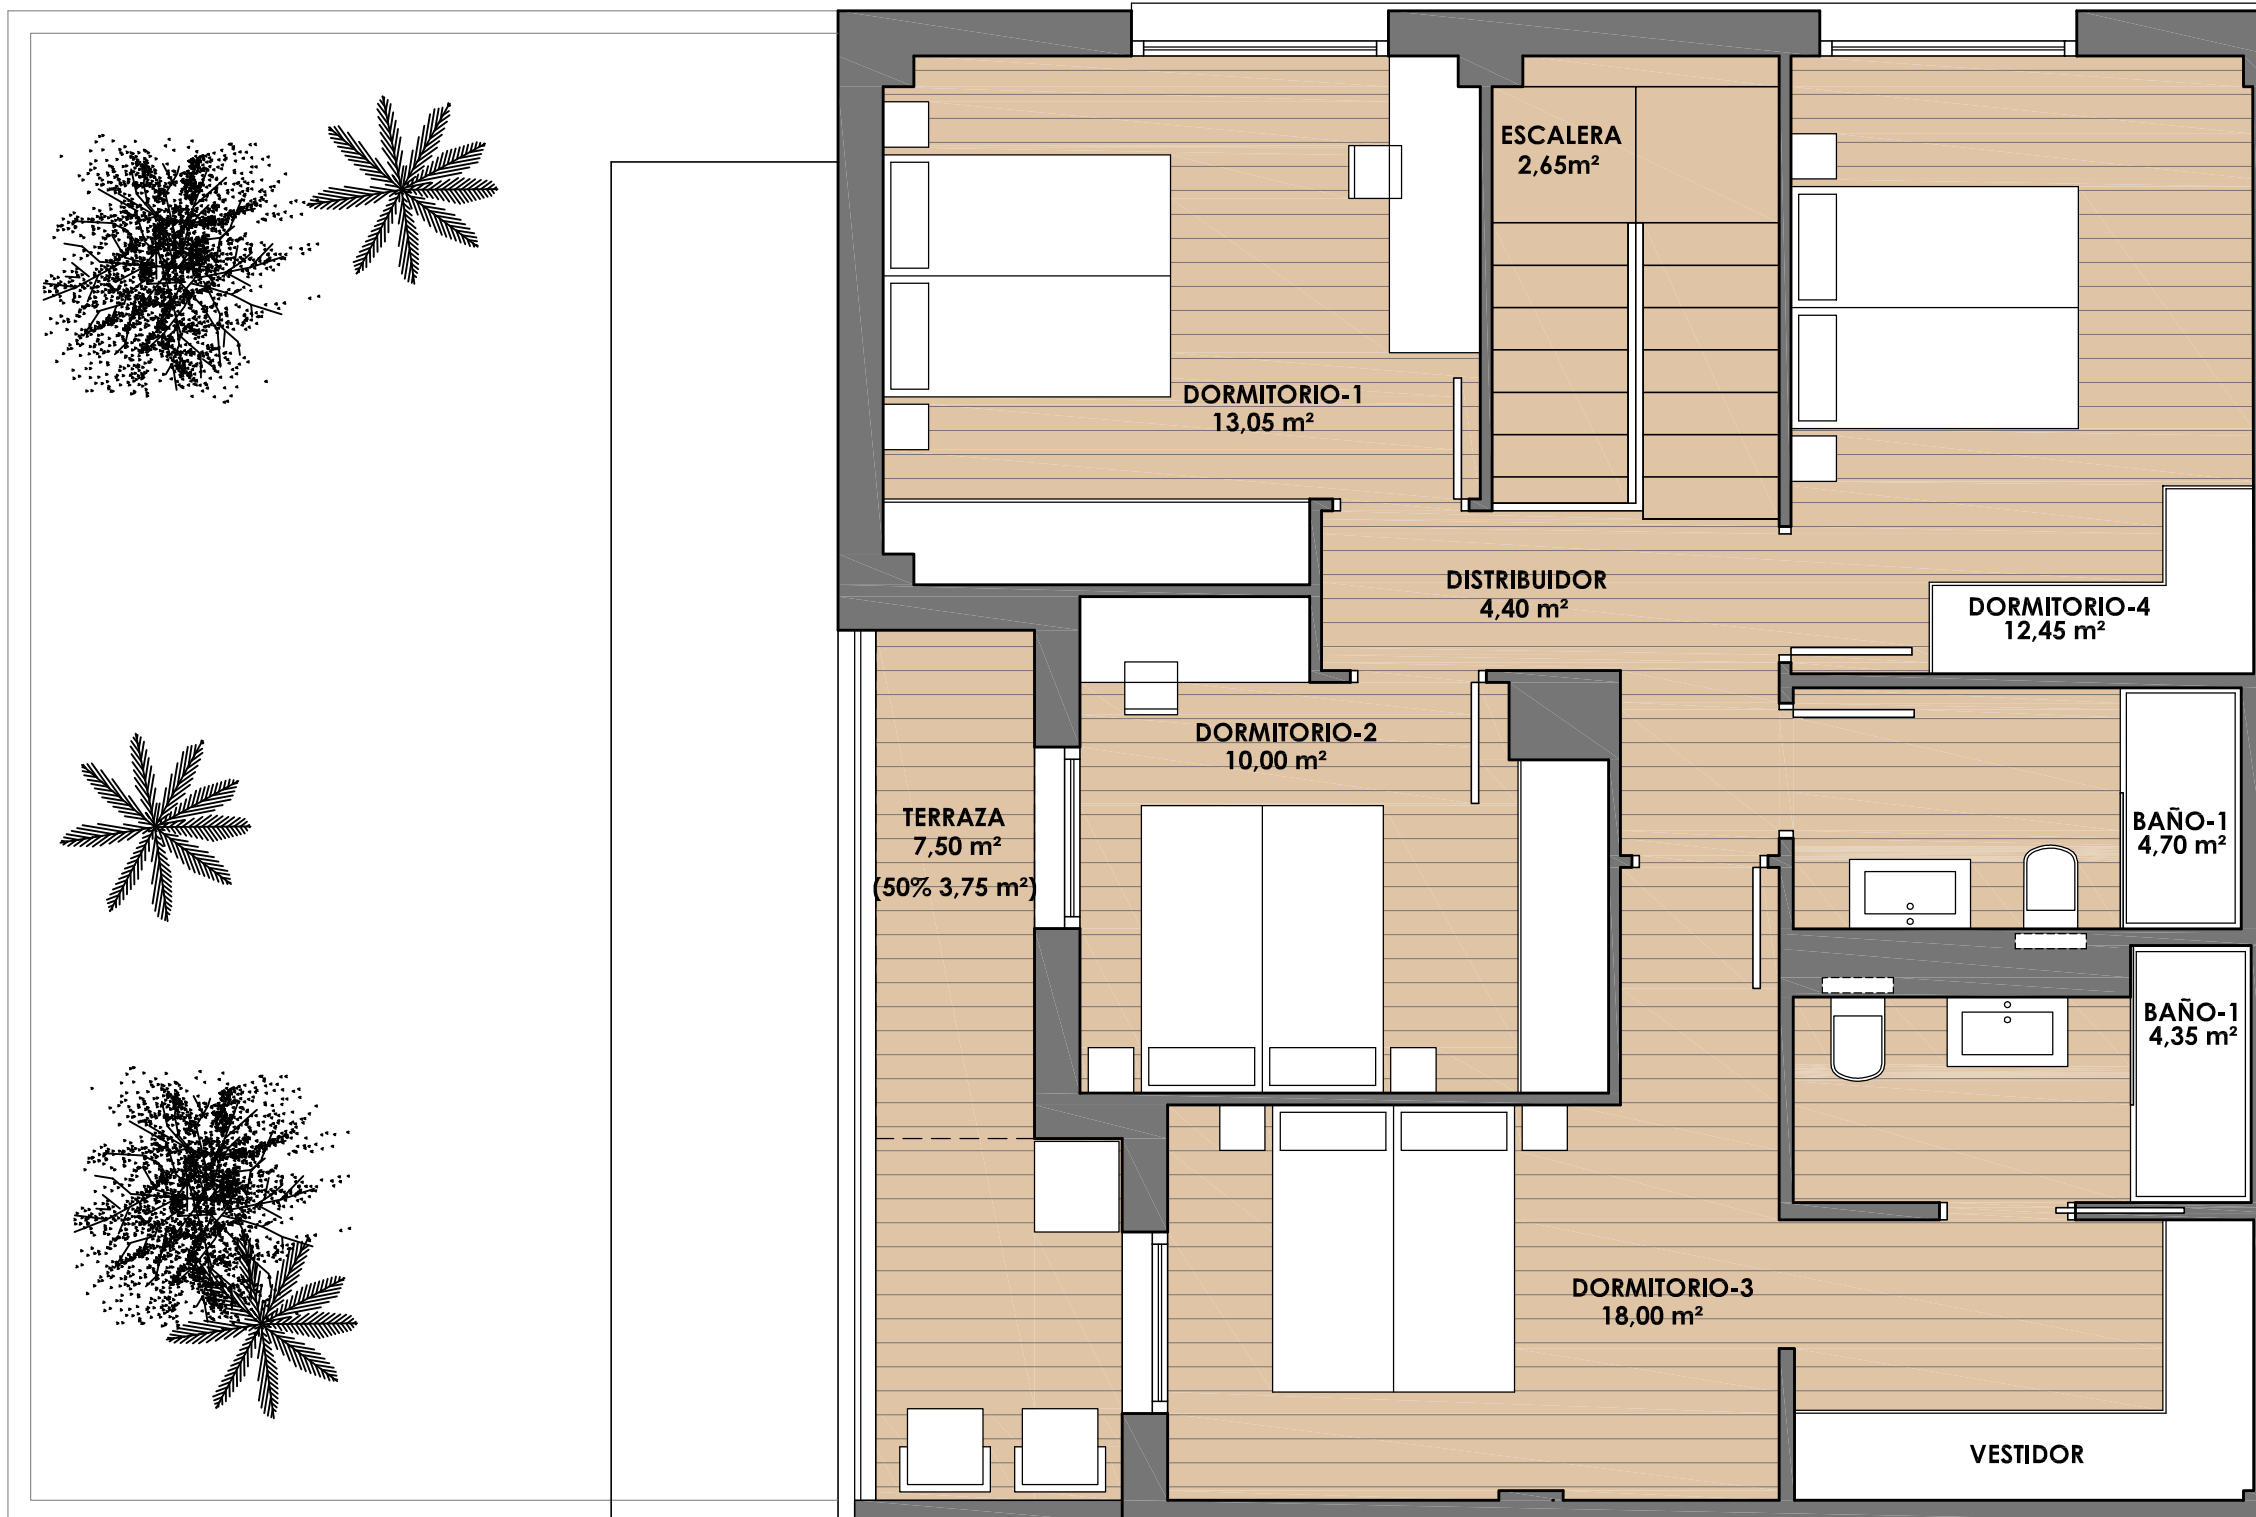 ESCALERA
2,65m²
DORMITORIO-1
13,05 m²
DISTRIBUIDOR
4,40 m²
DORMITORIO-4
12,45 m²
DORMITORIO-2
10,00 m²
TERRAZA
7,50 m²
(50% 3,75 m²)
BAÑO-1
4,70 m²
BAÑO-1
4,35 m²
DORMITORIO-3
18,00 m²
VESTIDOR